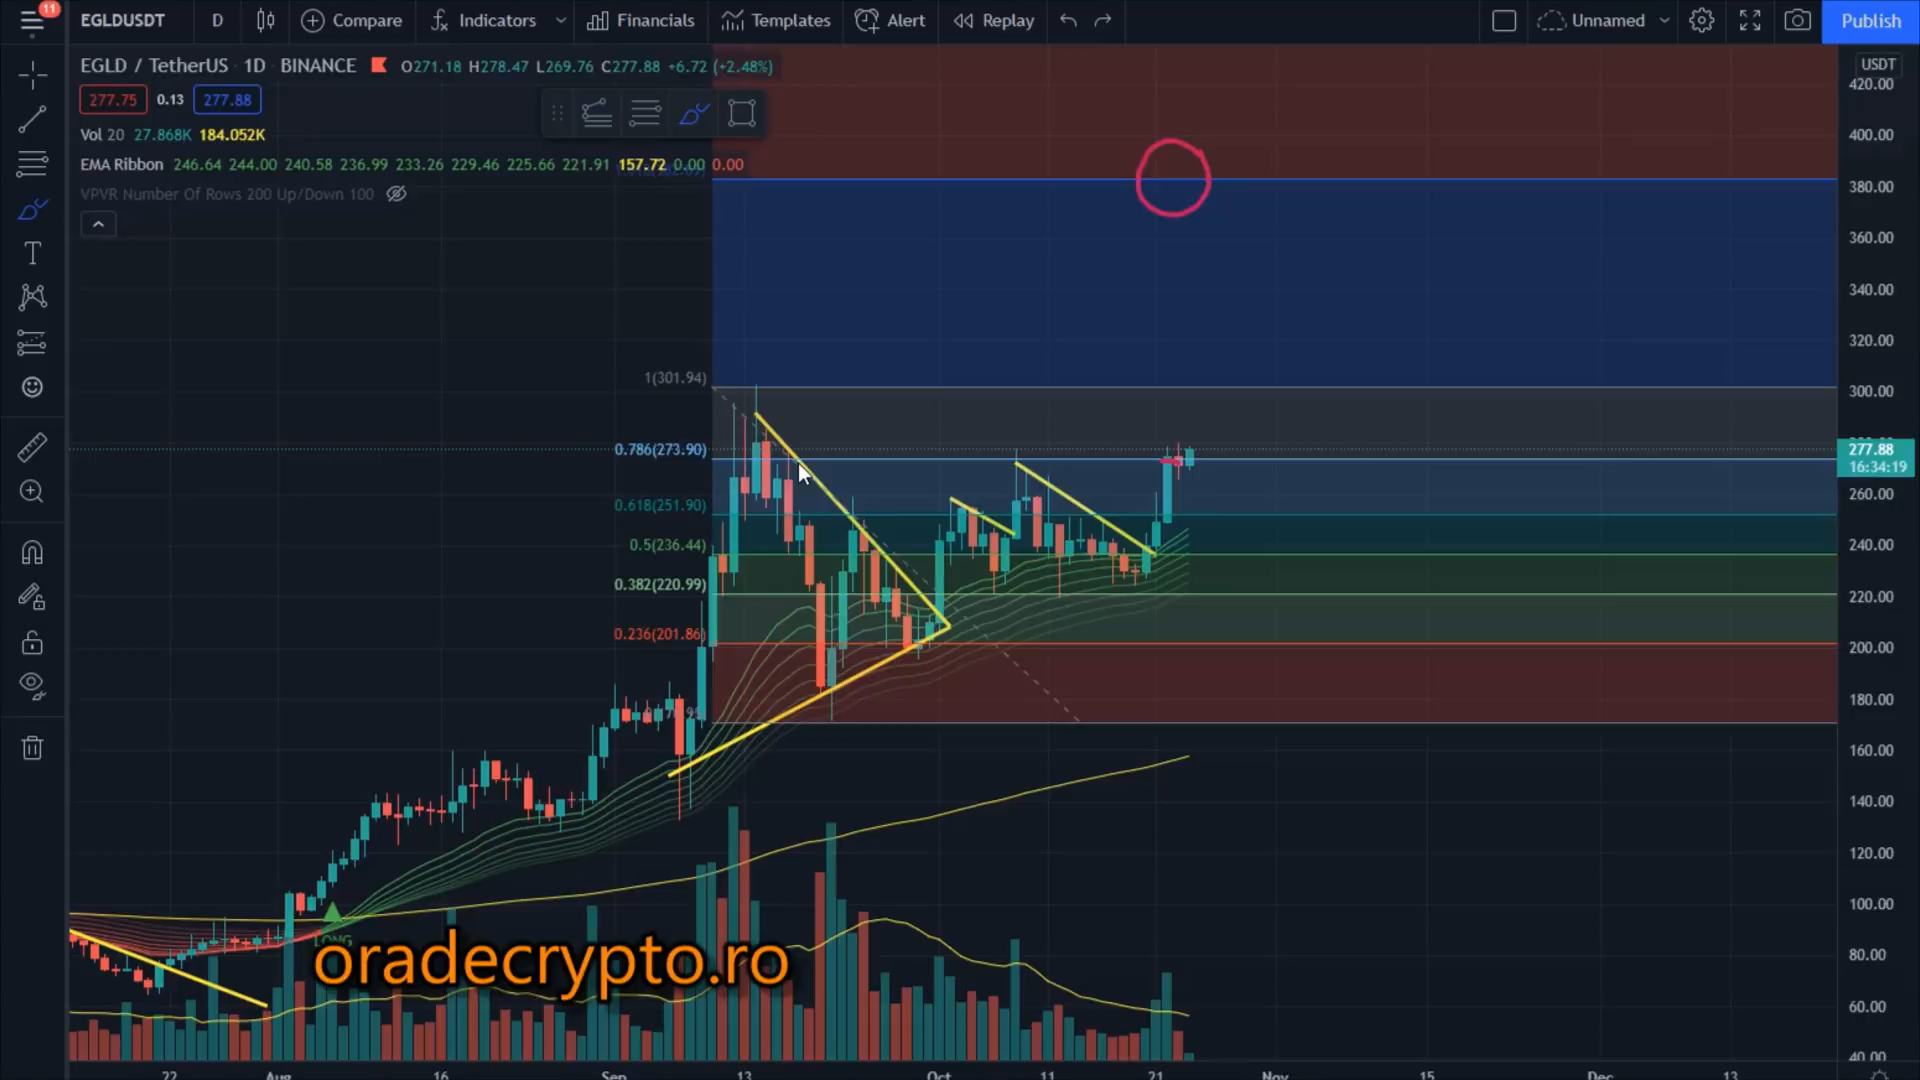 11
EGLDUSDT D Compare Indicators Financials Templates Alert Replay Unnamed Publish
EGLD / TetherUS 1D BINANCE O271.18 H278.47 L269.76 C277.88 +6.72 (+2.48%)
USDT
277.75 0.13 277.88
Vol 20 27.868K 184.052K
EMA Ribbon 246.64 244.00 240.58 236.99 233.26 229.46 225.66 221.91 157.72 0.00 0.00
VPVR Number Of Rows 200 Up/Down 100
420.00
400.00
380.00
360.00
340.00
320.00
1(301.94)
300.00
0.786(273.90)
277.88
16:34:19
260.00
0.618(251.90)
0.5(236.44)
240.00
0.382(220.99)
220.00
0.236(201.86)
200.00
180.00
160.00
140.00
120.00
100.00
LONG
oradecrypto.ro
80.00
60.00
40.00
22 Aug 16 Sep 13 Oct 11 21 Nov 15 Dec 13